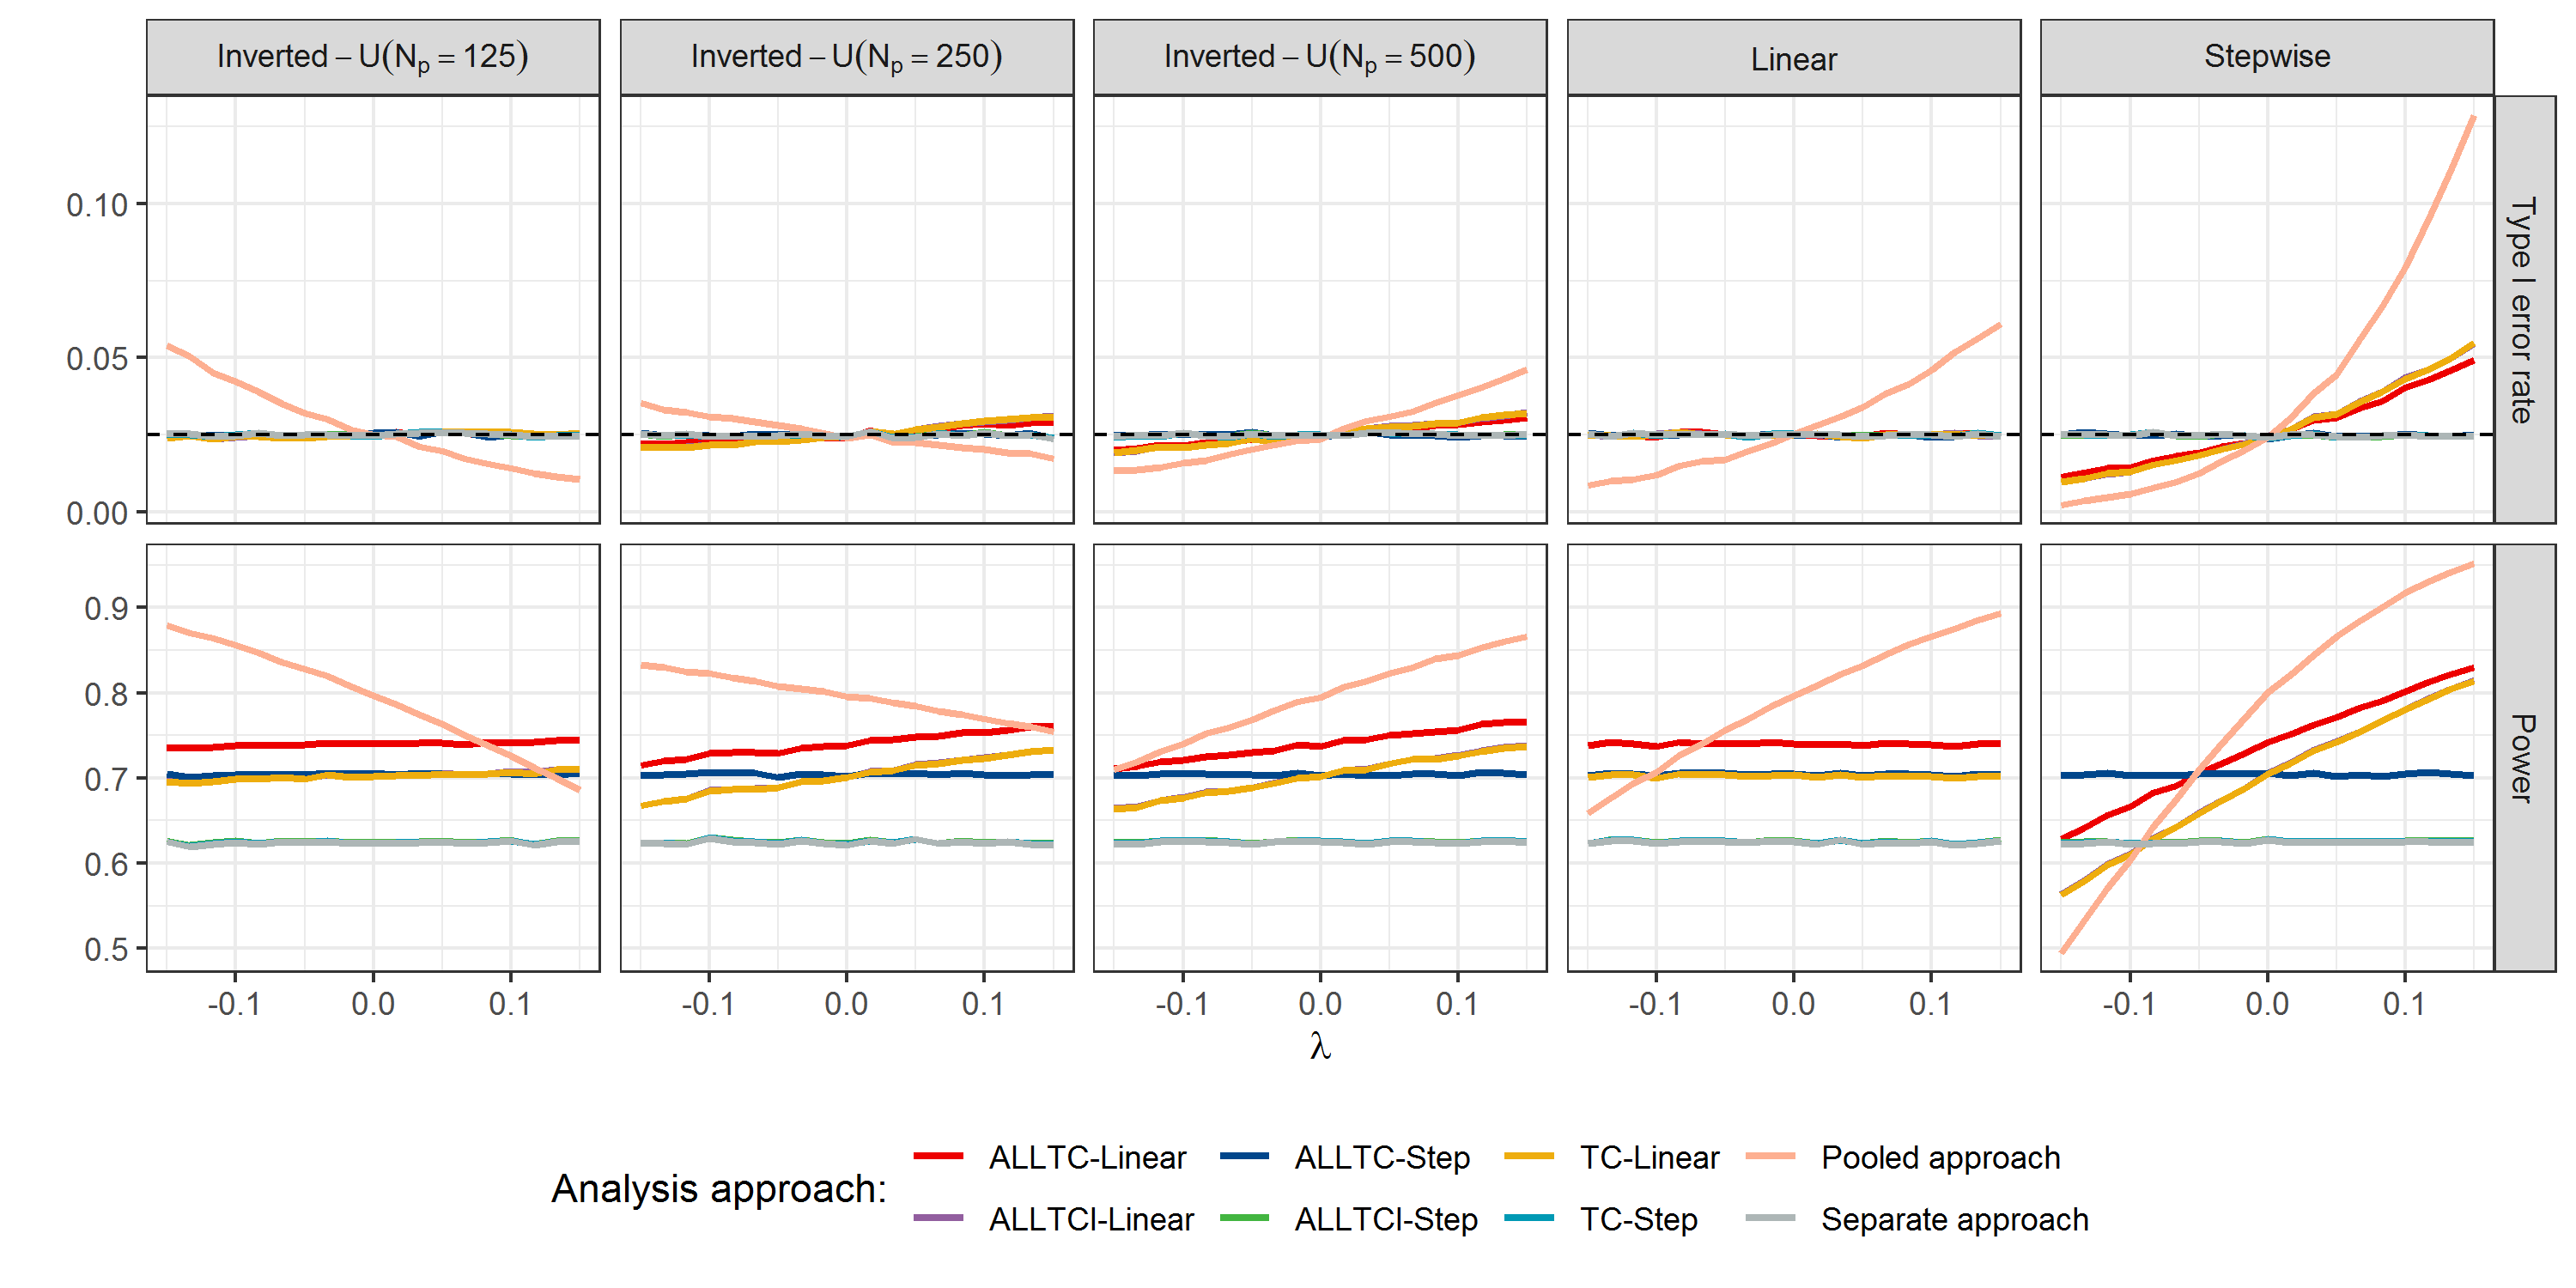 Inverted – U(Np = 125)
Inverted – U(Np = 250)
Inverted – U(Np = 500)
Linear
Stepwise
0.10
0.05
0.00
Type I error rate
0.9
0.8
0.7
0.6
0.5
Power
-0.1 0.0 0.1
-0.1 0.0 0.1
-0.1 0.0 0.1
-0.1 0.0 0.1
-0.1 0.0 0.1
λ
Analysis approach:
ALLTC-Linear ALLTC-Step TC-Linear Pooled approach
ALLTCI-Linear ALLTCI-Step TC-Step Separate approach